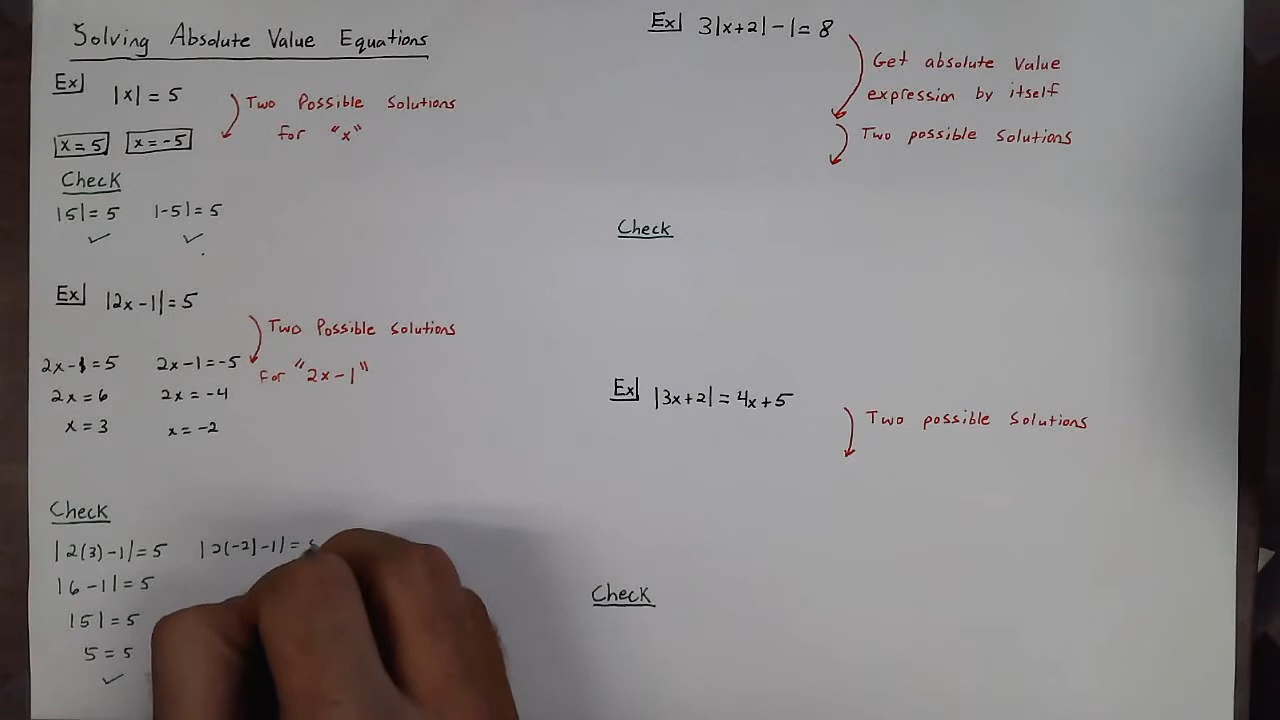 Solving Absolute Value Equations
Ex |x| = 5
Two Possible Solutions
for "x"
x = 5 x = -5
Check
|5| = 5 |-5| = 5
Ex |2x - 1| = 5
Two Possible Solutions
for "2x - 1"
2x - 1 = 5 2x - 1 = -5
2x = 6 2x = -4
x = 3 x = -2
Check
|2(3) - 1| = 5 |2(-2) - 1| =
|6 - 1| = 5
|5| = 5
5 = 5
Ex 3|x+2| - 1 = 8
Get absolute value
expression by itself
Two possible solutions
Check
Ex |3x+2| = 4x+5
Two possible solutions
Check